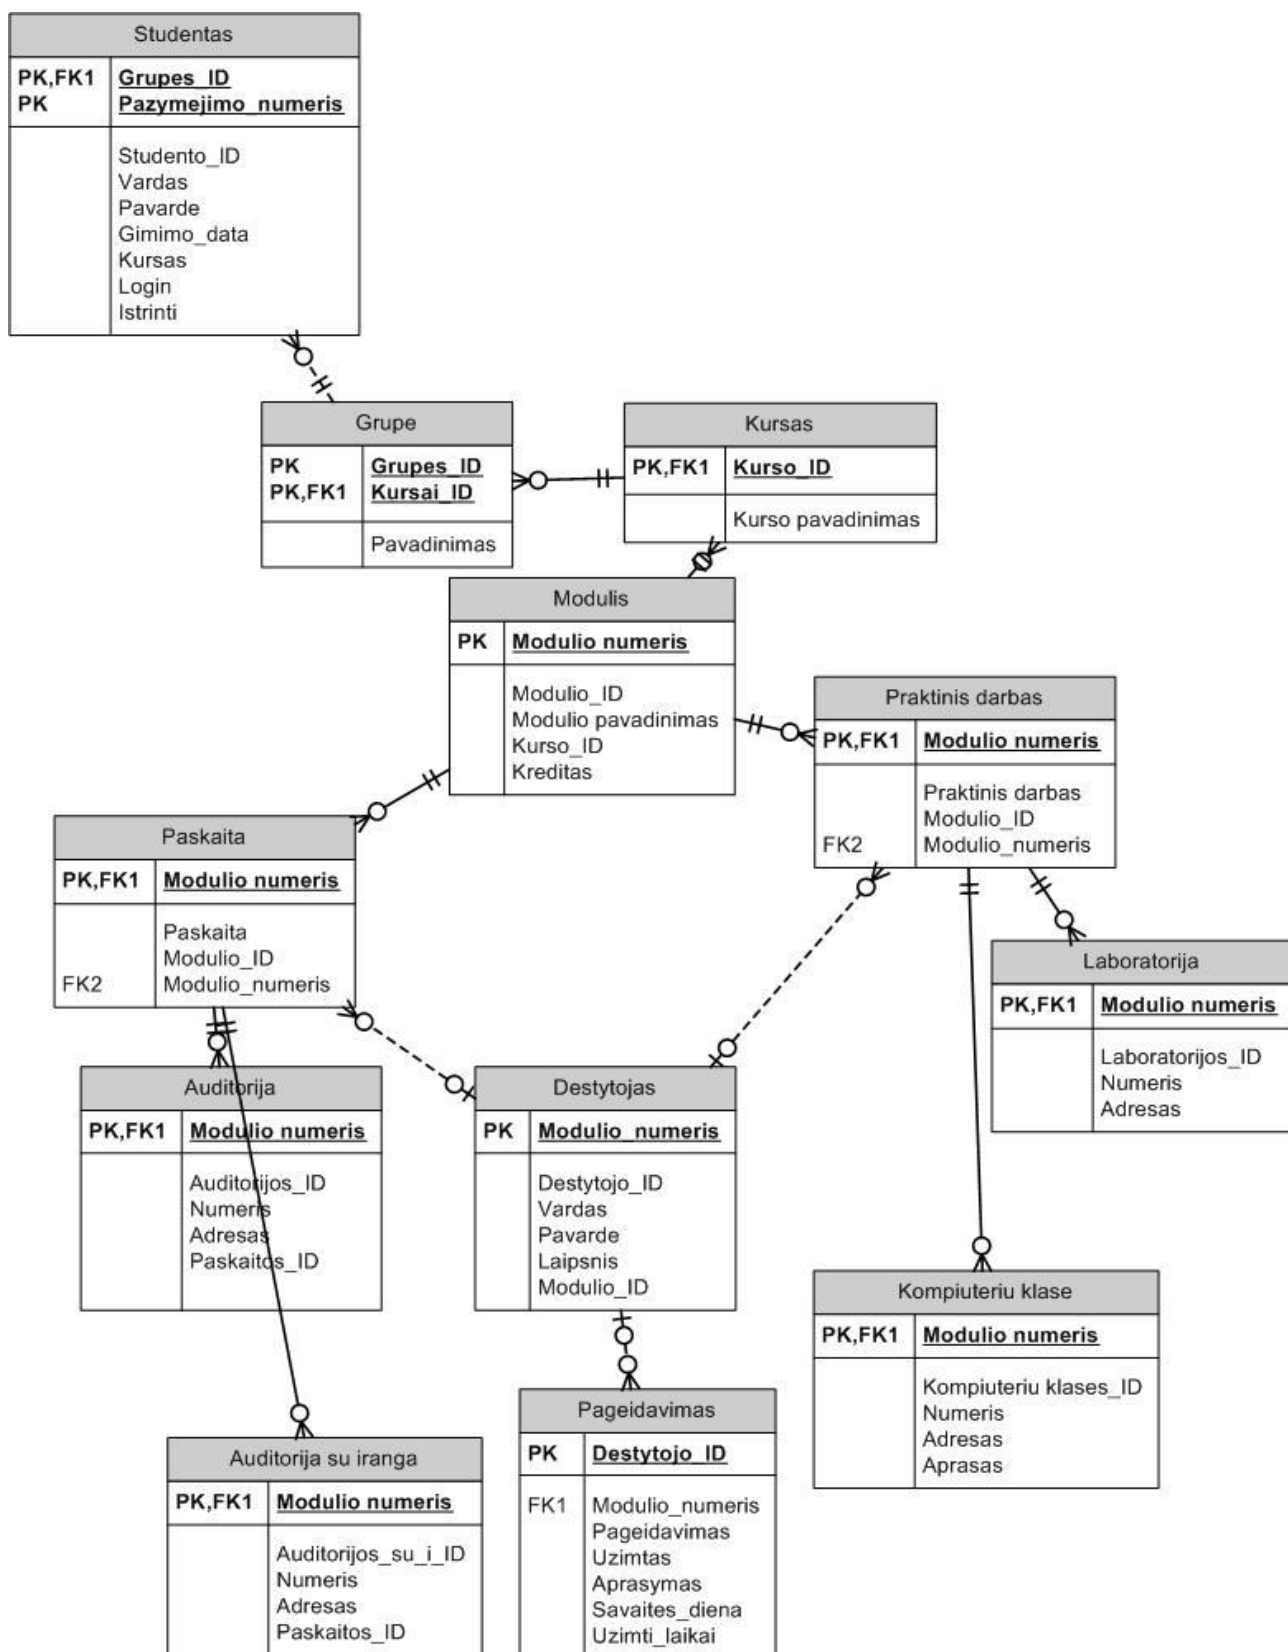 Studentas
PK,FK1 Grupes_ID
PK Pazymejimo_numeris
Studento_ID
Vardas
Pavarde
Gimimo_data
Kursas
Login
Istrinti
Grupe
PK Grupes_ID
PK,FK1 Kursai_ID
Pavadinimas
Kursas
PK,FK1 Kurso_ID
Kurso pavadinimas
Modulis
PK Modulio numeris
Modulio_ID
Modulio pavadinimas
Kurso_ID
Kreditas
Praktinis darbas
PK,FK1 Modulio numeris
Praktinis darbas
Modulio_ID
FK2 Modulio_numeris
Paskaita
PK,FK1 Modulio numeris
Paskaita
Modulio_ID
FK2 Modulio_numeris
Laboratorija
PK,FK1 Modulio numeris
Laboratorijos_ID
Numeris
Adresas
Auditorija
PK,FK1 Modulio numeris
Auditorijos_ID
Numeris
Adresas
Paskaitos_ID
Destytojas
PK Modulio_numeris
Destytojo_ID
Vardas
Pavarde
Laipsnis
Modulio_ID
Kompiuteriu klase
PK,FK1 Modulio numeris
Kompiuteriu klases_ID
Numeris
Adresas
Aprasas
Auditorija su iranga
PK,FK1 Modulio numeris
Auditorijos_su_i_ID
Numeris
Adresas
Paskaitos_ID
Pageidavimas
PK Destytojo_ID
FK1 Modulio_numeris
Pageidavimas
Uzimtas
Aprasymas
Savaites_diena
Uzimti_laikai